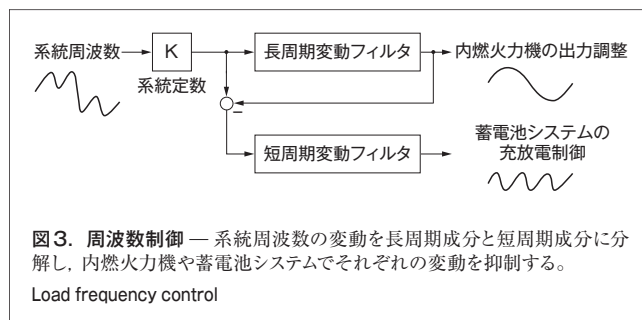 系統周波数
K
系統定数
長周期変動フィルタ
内燃火力機の出力調整
−
短周期変動フィルタ
蓄電池システムの
充放電制御
図3．周波数制御 — 系統周波数の変動を長周期成分と短周期成分に分
解し，内燃火力機や蓄電池システムでそれぞれの変動を抑制する。
Load frequency control